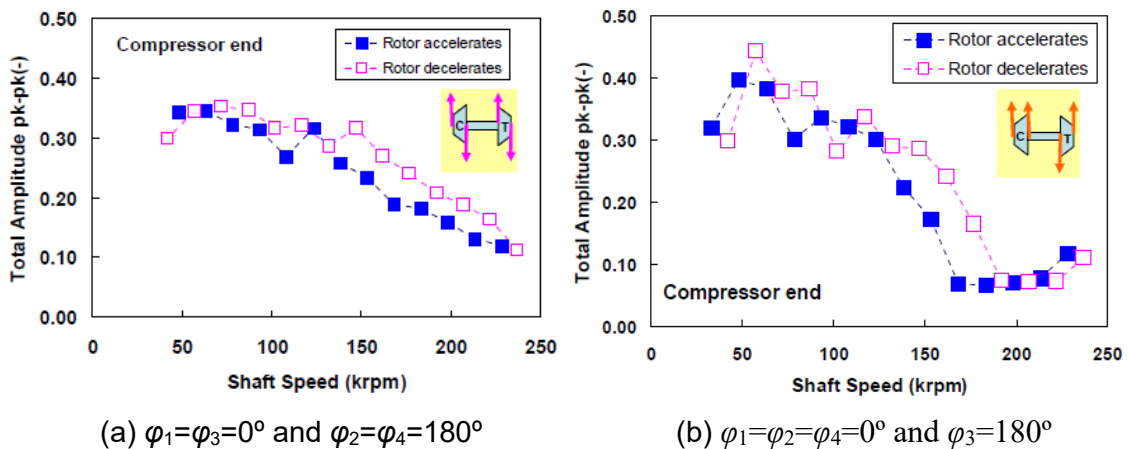 Compressor end
Rotor accelerates
Rotor decelerates
C
T
Total Amplitude pk-pk(-)
0.50
0.40
0.30
0.20
0.10
0.00
0 50 100 150 200 250
Shaft Speed (krpm)
(a) φ₁=φ₃=0º and φ₂=φ₄=180º
Rotor accelerates
Rotor decelerates
C
T
Total Amplitude pk-pk(-)
0.50
0.40
0.30
0.20
0.10
0.00
Compressor end
0 50 100 150 200 250
Shaft Speed (krpm)
(b) φ₁=φ₂=φ₄=0º and φ₃=180º